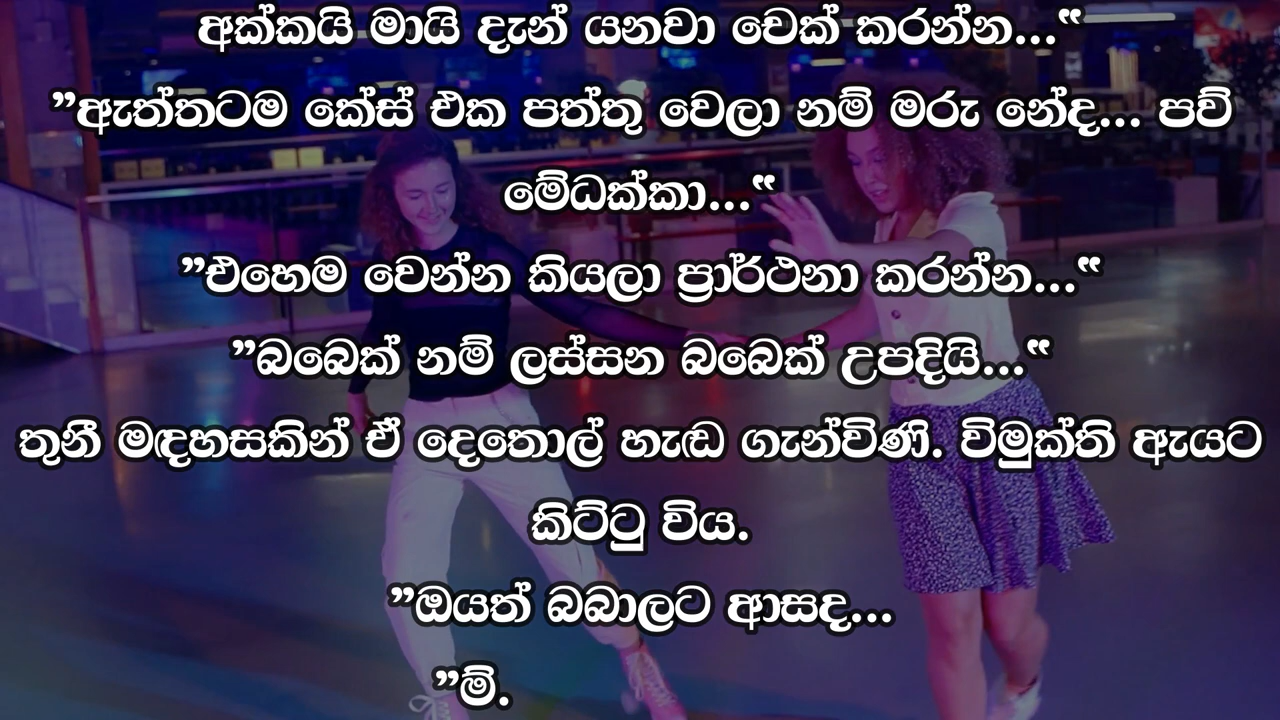 අක්කයි මායි දැන් යනවා චෙක් කරන්න...‟
”ඇත්තටම කේස් එක පත්තු වෙලා නම් මරු නේද... පව්
මේධක්කා...‟
”එහෙම වෙන්න කියලා ප්‍රාර්ථනා කරන්න...‟
”බබෙක් නම් ලස්සන බබෙක් උපදියි...‟
තුනී මඳහසකින් ඒ දෙතොල් හැඬ ගැන්විණි. විමුක්ති ඇයට
කිට්ටු විය.
”ඔයත් බබාලට ආසද...
”ම්.